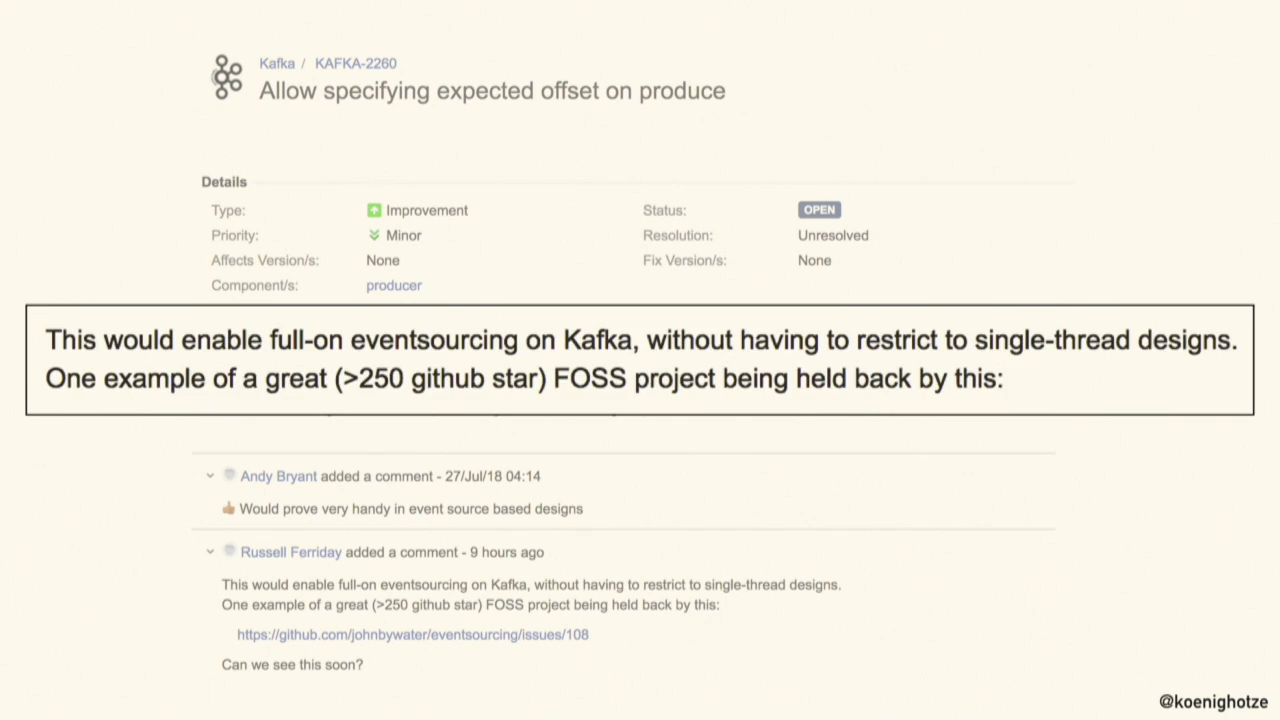 Kafka / KAFKA-2260
Allow specifying expected offset on produce
Details
Type: Improvement Status: OPEN
Priority: Minor Resolution: Unresolved
Affects Version/s: None Fix Version/s: None
Component/s: producer
This would enable full-on eventsourcing on Kafka, without having to restrict to single-thread designs.
One example of a great (>250 github star) FOSS project being held back by this:
Andy Bryant added a comment - 27/Jul/18 04:14
👍 Would prove very handy in event source based designs
Russell Ferriday added a comment - 9 hours ago
This would enable full-on eventsourcing on Kafka, without having to restrict to single-thread designs.
One example of a great (>250 github star) FOSS project being held back by this:
https://github.com/johnbywater/eventsourcing/issues/108
Can we see this soon?
@koenighotze